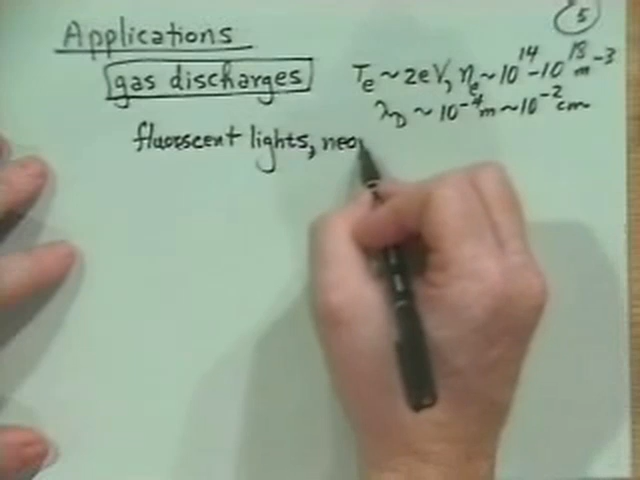 5
Applications
gas discharges
Te ~ 2eV, ne ~ 10^14 - 10^18 m^-3
λD ~ 10^-4 m ~ 10^-2 cm
fluorscent lights, neo